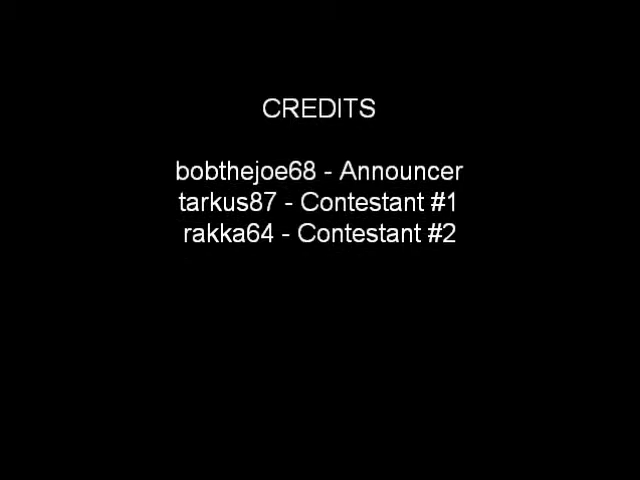 CREDITS
bobthejoe68 - Announcer
tarkus87 - Contestant #1
rakka64 - Contestant #2